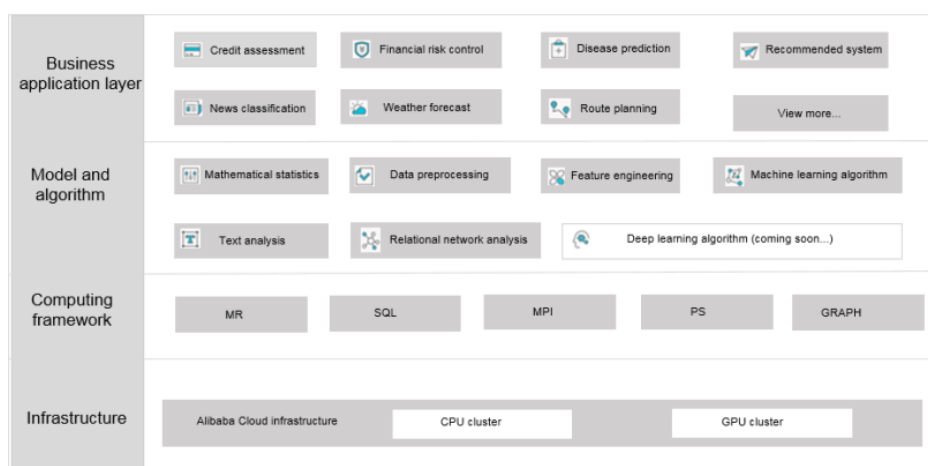 Business
application layer
Credit assessment
Financial risk control
Disease prediction
Recommended system
News classification
Weather forecast
Route planning
View more...
Model and
algorithm
Mathematical statistics
Data preprocessing
Feature engineering
Machine learning algorithm
Text analysis
Relational network analysis
Deep learning algorithm (coming soon...)
Computing
framework
MR
SQL
MPI
PS
GRAPH
Infrastructure
Alibaba Cloud infrastructure
CPU cluster
GPU cluster